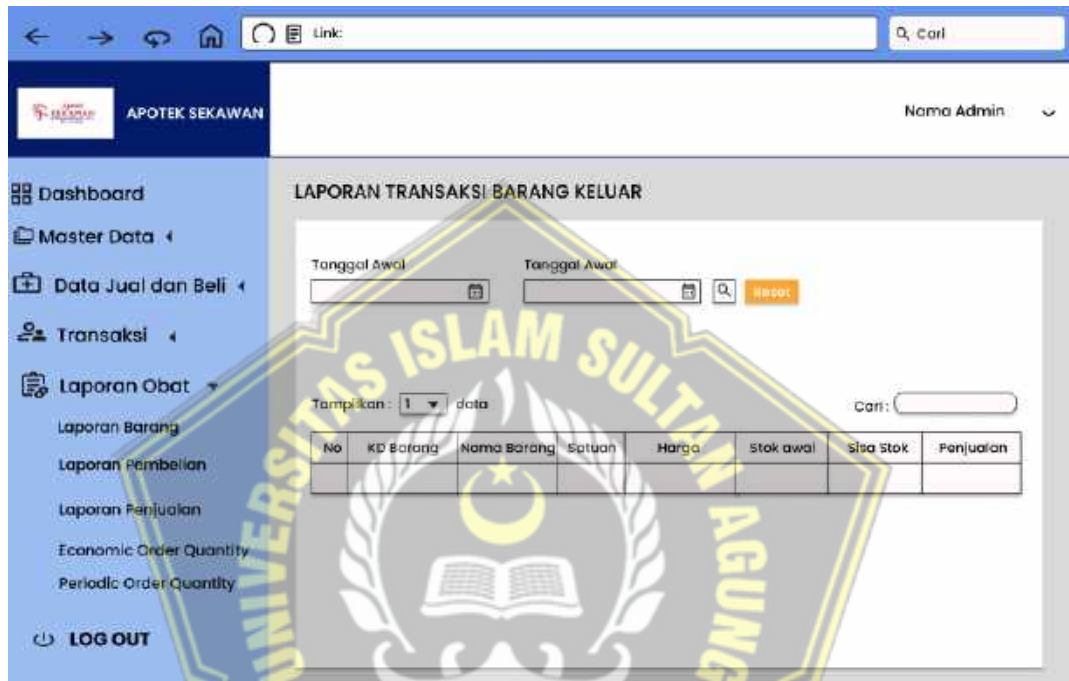 Link:
Cari
SEKAWAN
APOTEK SEKAWAN
Nama Admin
Dashboard
Master Data
Data Jual dan Beli
Transaksi
Laporan Obat
Laporan Barang
Laporan Pembelian
Laporan Penjualan
Economic Order Quantity
Periodic Order Quantity
LOG OUT
LAPORAN TRANSAKSI BARANG KELUAR
Tanggal Awal
Tanggal Awal
Reset
Tampilkan : 1 data
Cari :
No KD Barang Nama Barang Satuan Harga Stok awal Sisa Stok Penjualan
UNIVERSITAS ISLAM SULTAN AGUNG